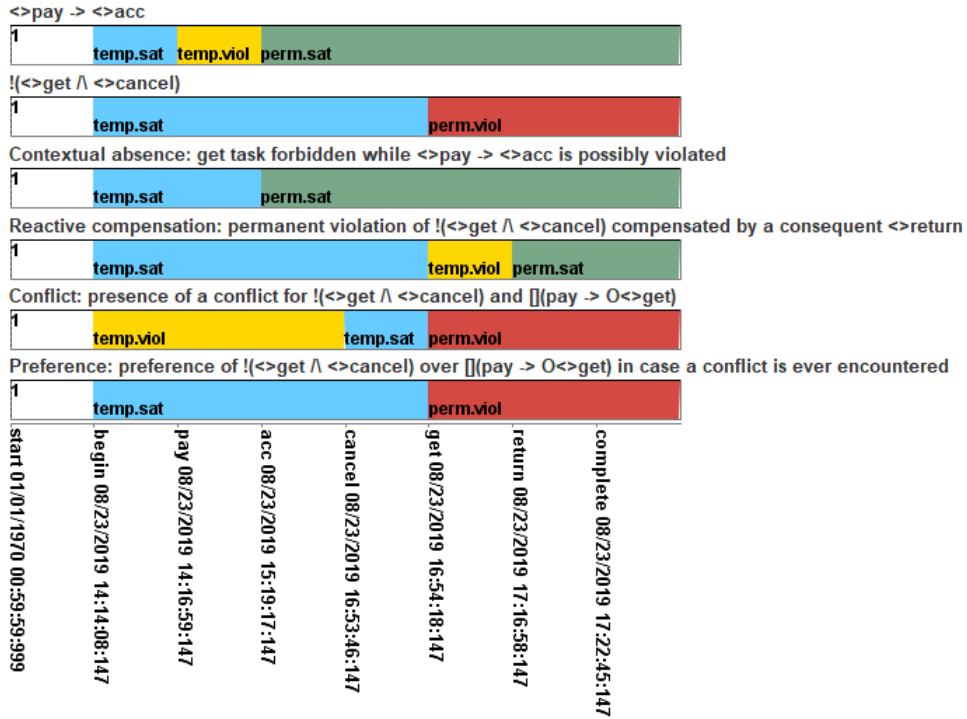 <>pay -> <>acc
1
temp.sat temp.viol perm.sat
!(<>get /\ <>cancel)
1
temp.sat perm.viol
Contextual absence: get task forbidden while <>pay -> <>acc is possibly violated
1
temp.sat perm.sat
Reactive compensation: permanent violation of !(<>get /\ <>cancel) compensated by a consequent <>return
1
temp.sat temp.viol perm.sat
Conflict: presence of a conflict for !(<>get /\ <>cancel) and [](pay -> O<>get)
1
temp.viol temp.sat perm.viol
Preference: preference of !(<>get /\ <>cancel) over [](pay -> O<>get) in case a conflict is ever encountered
1
temp.sat perm.viol
start 01/01/1970 00:59:59:999
begin 08/23/2019 14:14:08:147
pay 08/23/2019 14:16:59:147
acc 08/23/2019 15:19:17:147
cancel 08/23/2019 16:53:46:147
get 08/23/2019 16:54:18:147
return 08/23/2019 17:16:58:147
complete 08/23/2019 17:22:45:147